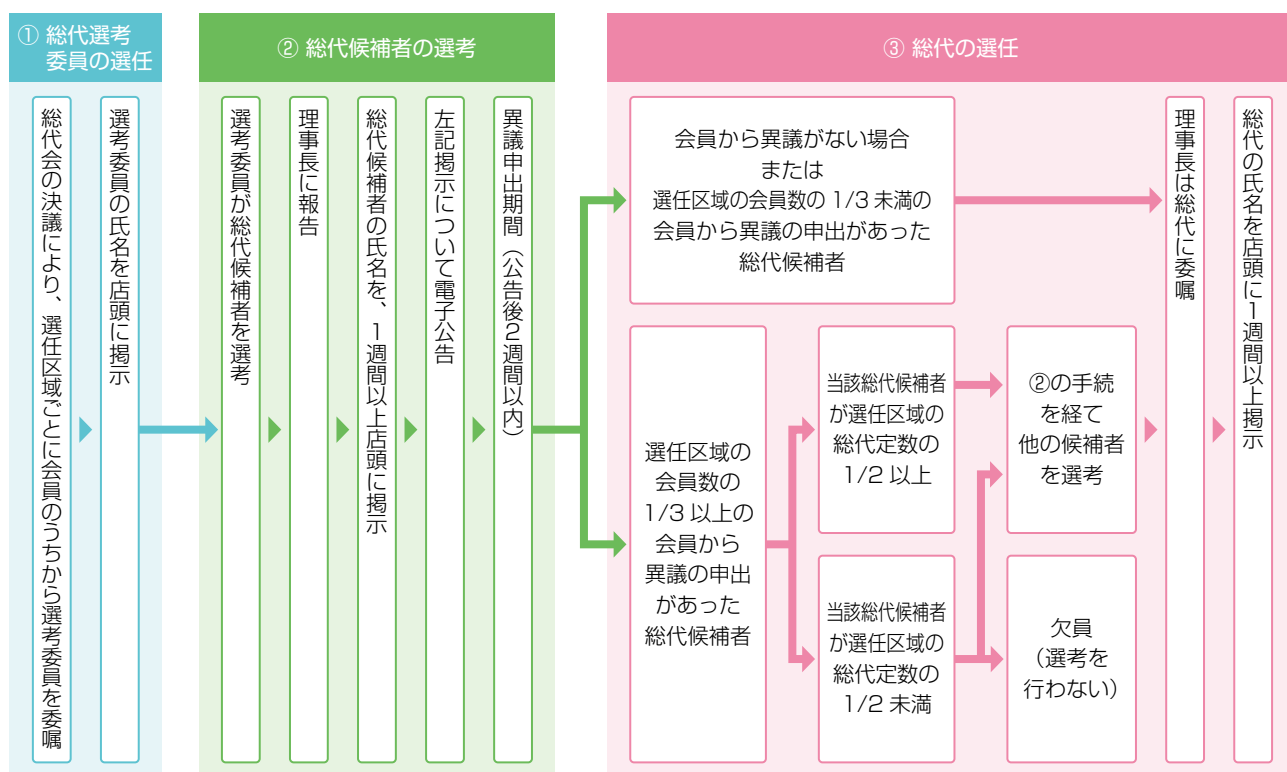 ① 総代選考
委員の選任
総代会の決議により、選任区域ごとに会員のうちから選考委員を委嘱
選考委員の氏名を店頭に掲示
② 総代候補者の選考
選考委員が総代候補者を選考
理事長に報告
総代候補者の氏名を、1週間以上店頭に掲示
左記掲示について電子公告
異議申出期間（公告後2週間以内）
③ 総代の選任
会員から異議がない場合
または
選任区域の会員数の 1/3 未満の
会員から異議の申出があった
総代候補者
選任区域の
会員数の
1/3 以上の
会員から
異議の申出
があった
総代候補者
当該総代候補者
が選任区域の
総代定数の
1/2 以上
当該総代候補者
が選任区域の
総代定数の
1/2 未満
②の手続
を経て
他の候補者
を選考
欠員
（選考を
行わない）
理事長は総代に委嘱
総代の氏名を店頭に1週間以上掲示